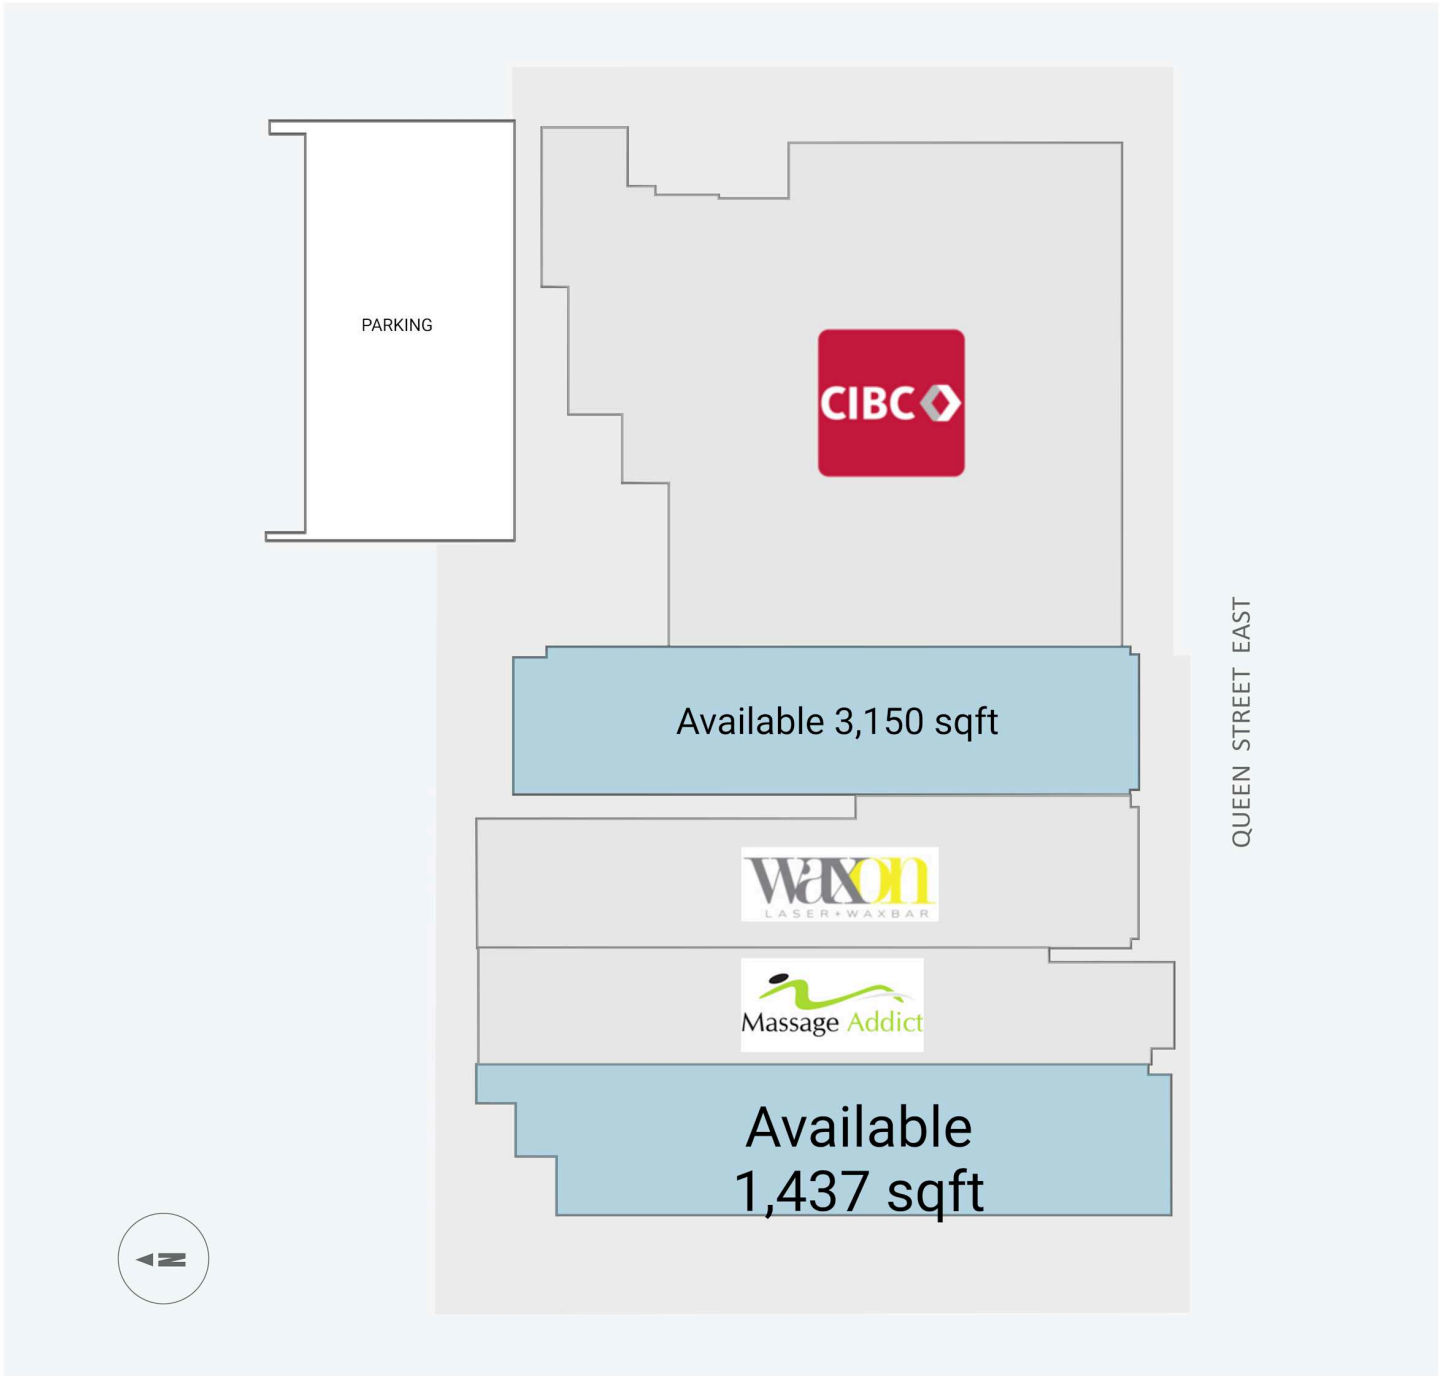 PARKING
CIBC
QUEEN STREET EAST
Available 3,150 sqft
waxon
LASER+WAXBAR
Massage Addict
Available
1,437 sqft
N